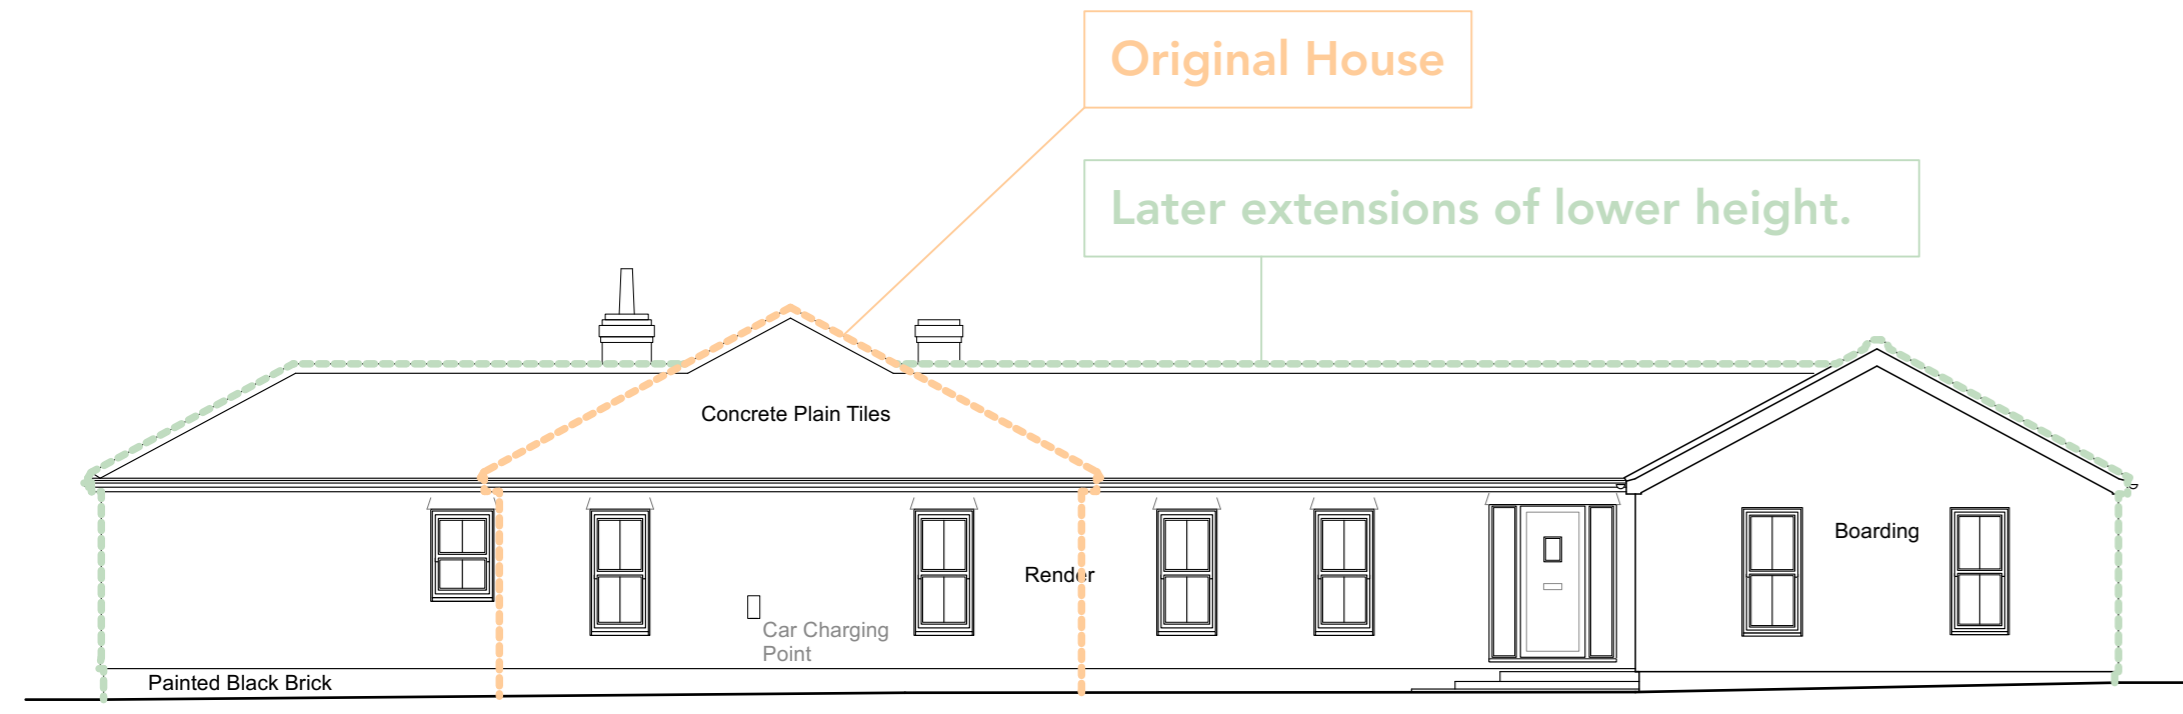 Original House
Later extensions of lower height.
Concrete Plain Tiles
Boarding
Render
Car Charging
Point
Painted Black Brick